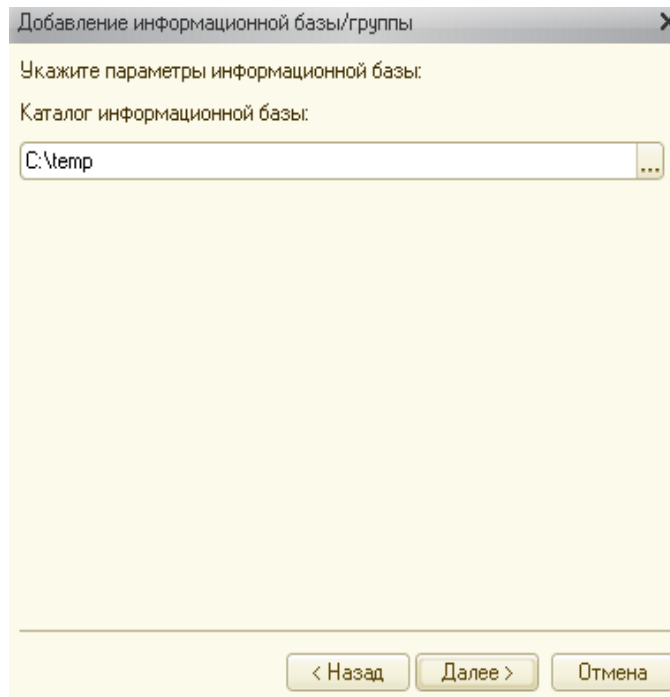 Добавление информационной базы/группы
Укажите параметры информационной базы:
Каталог информационной базы:
C:\temp
...
< Назад Далее > Отмена